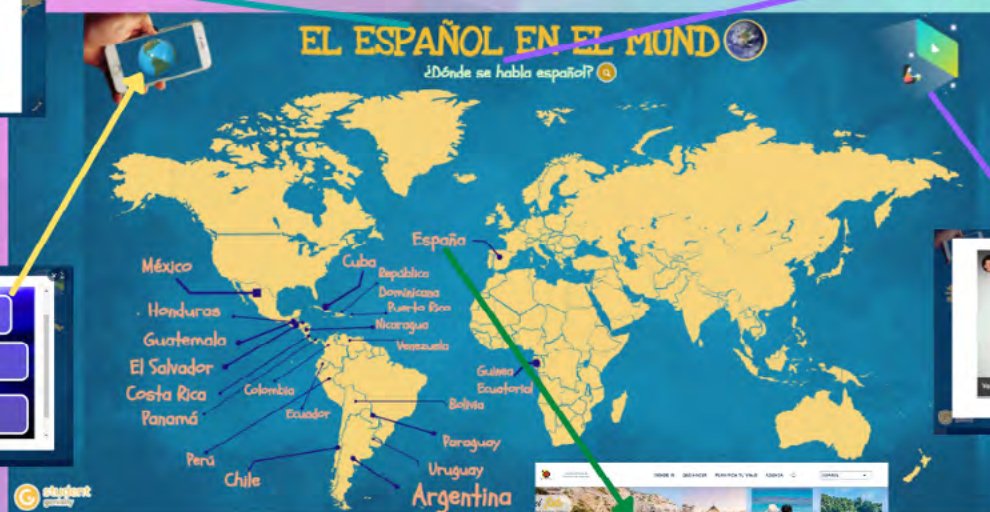 EL ESPAÑOL EN EL MUNDO
¿Dónde se habla español?
España
México
Cuba
República
Dominicana
Puerto Rico
Honduras
Nicaragua
Guatemala
Venezuela
El Salvador
Guinea
Ecuatorial
Costa Rica
Colombia
Panamá
Ecuador
Bolivia
Paraguay
Perú
Uruguay
Chile
Argentina
student